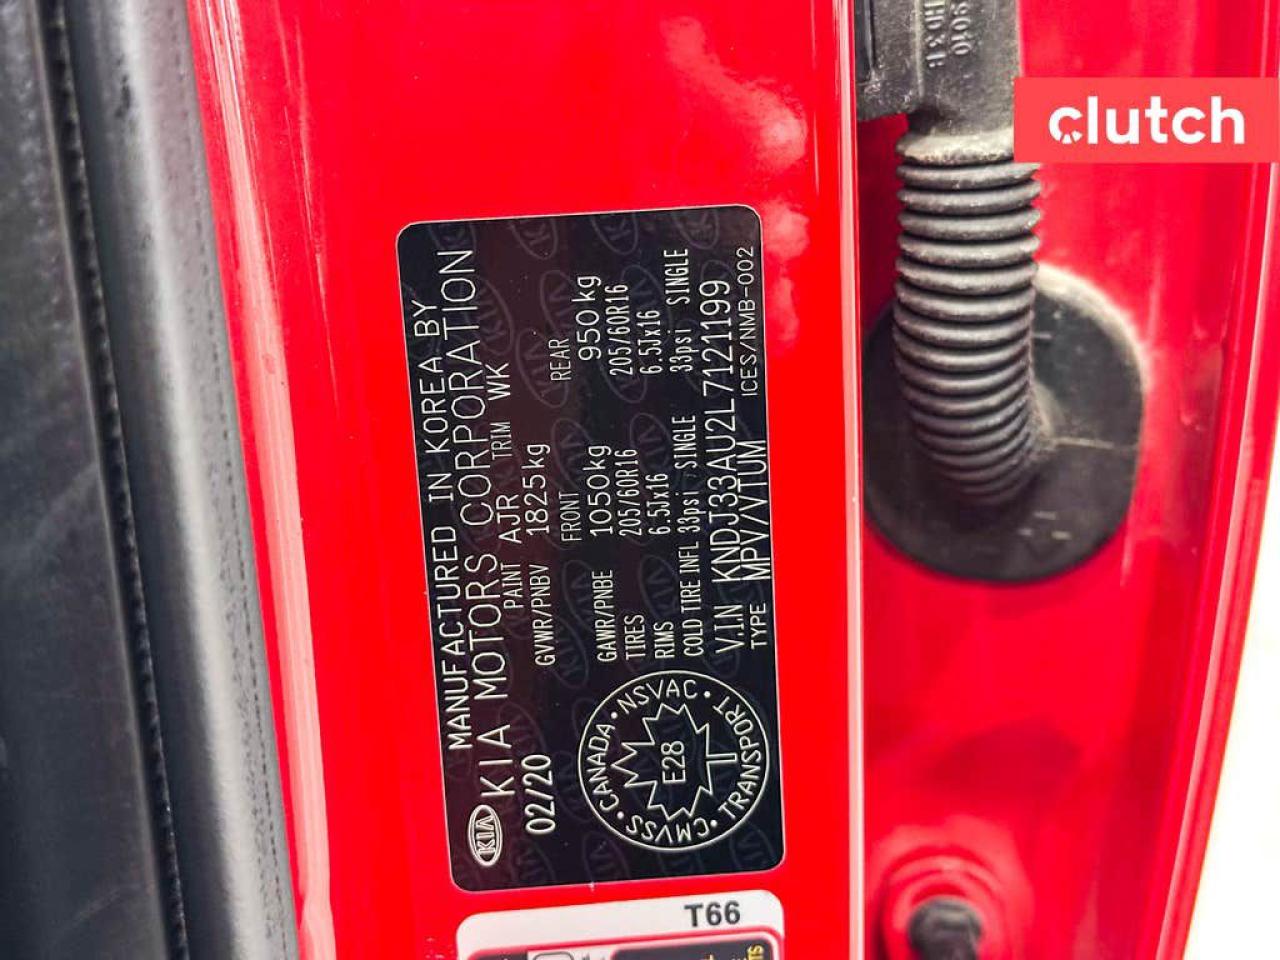 clutch
MANUFACTURED IN KOREA BY
KIA KIA MOTORS CORPORATION
02/20 PAINT AJR TRIM WK
GVWR/PNBV 1825kg
FRONT REAR
GAWR/PNBE 1050kg 950kg
TIRES 205/60R16 205/60R16
RIMS 6.5Jx16 6.5Jx16
COLD TIRE INFL 33psi SINGLE 33psi SINGLE
V.I.N KNDJ33AU2L7121199
TYPE MPV/VTUM ICES/NMB-002
CANADA • NSVAC • TRANSPORT • CMVSS •
E28
T66